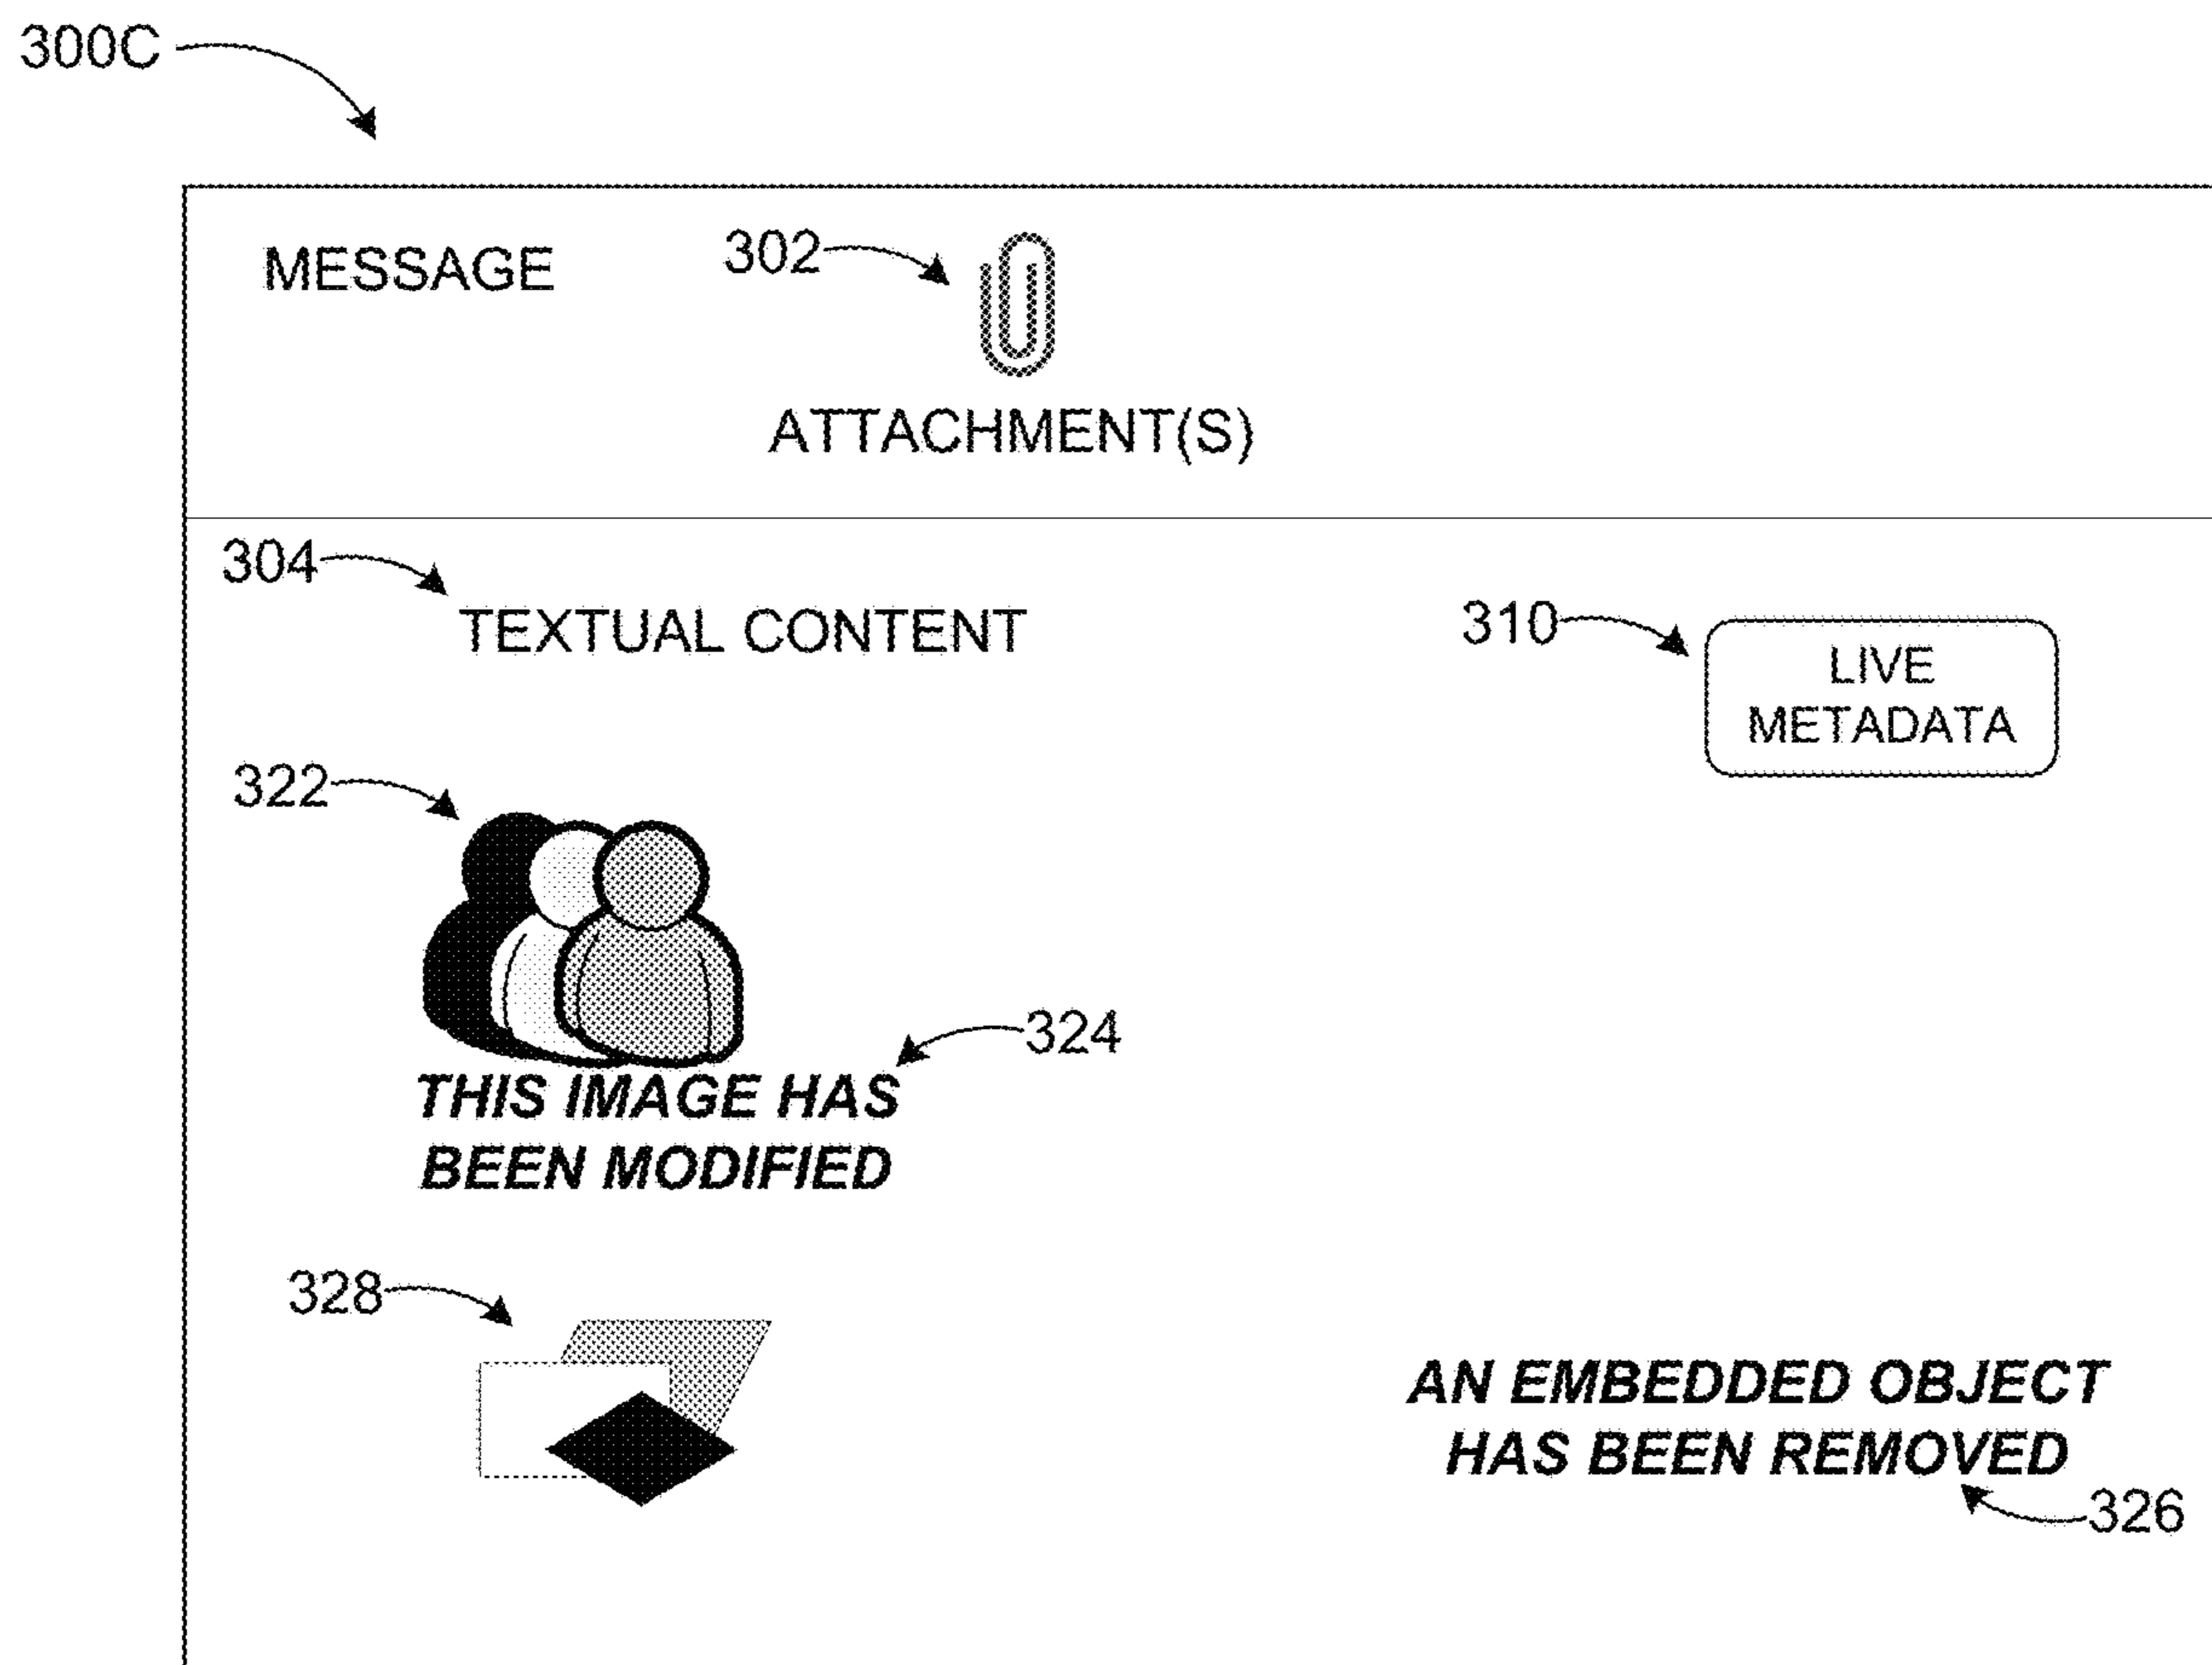 300C
MESSAGE
302
ATTACHMENT(S)
304
TEXTUAL CONTENT
310
LIVE
METADATA
322
324
THIS IMAGE HAS
BEEN MODIFIED
328
AN EMBEDDED OBJECT
HAS BEEN REMOVED
326